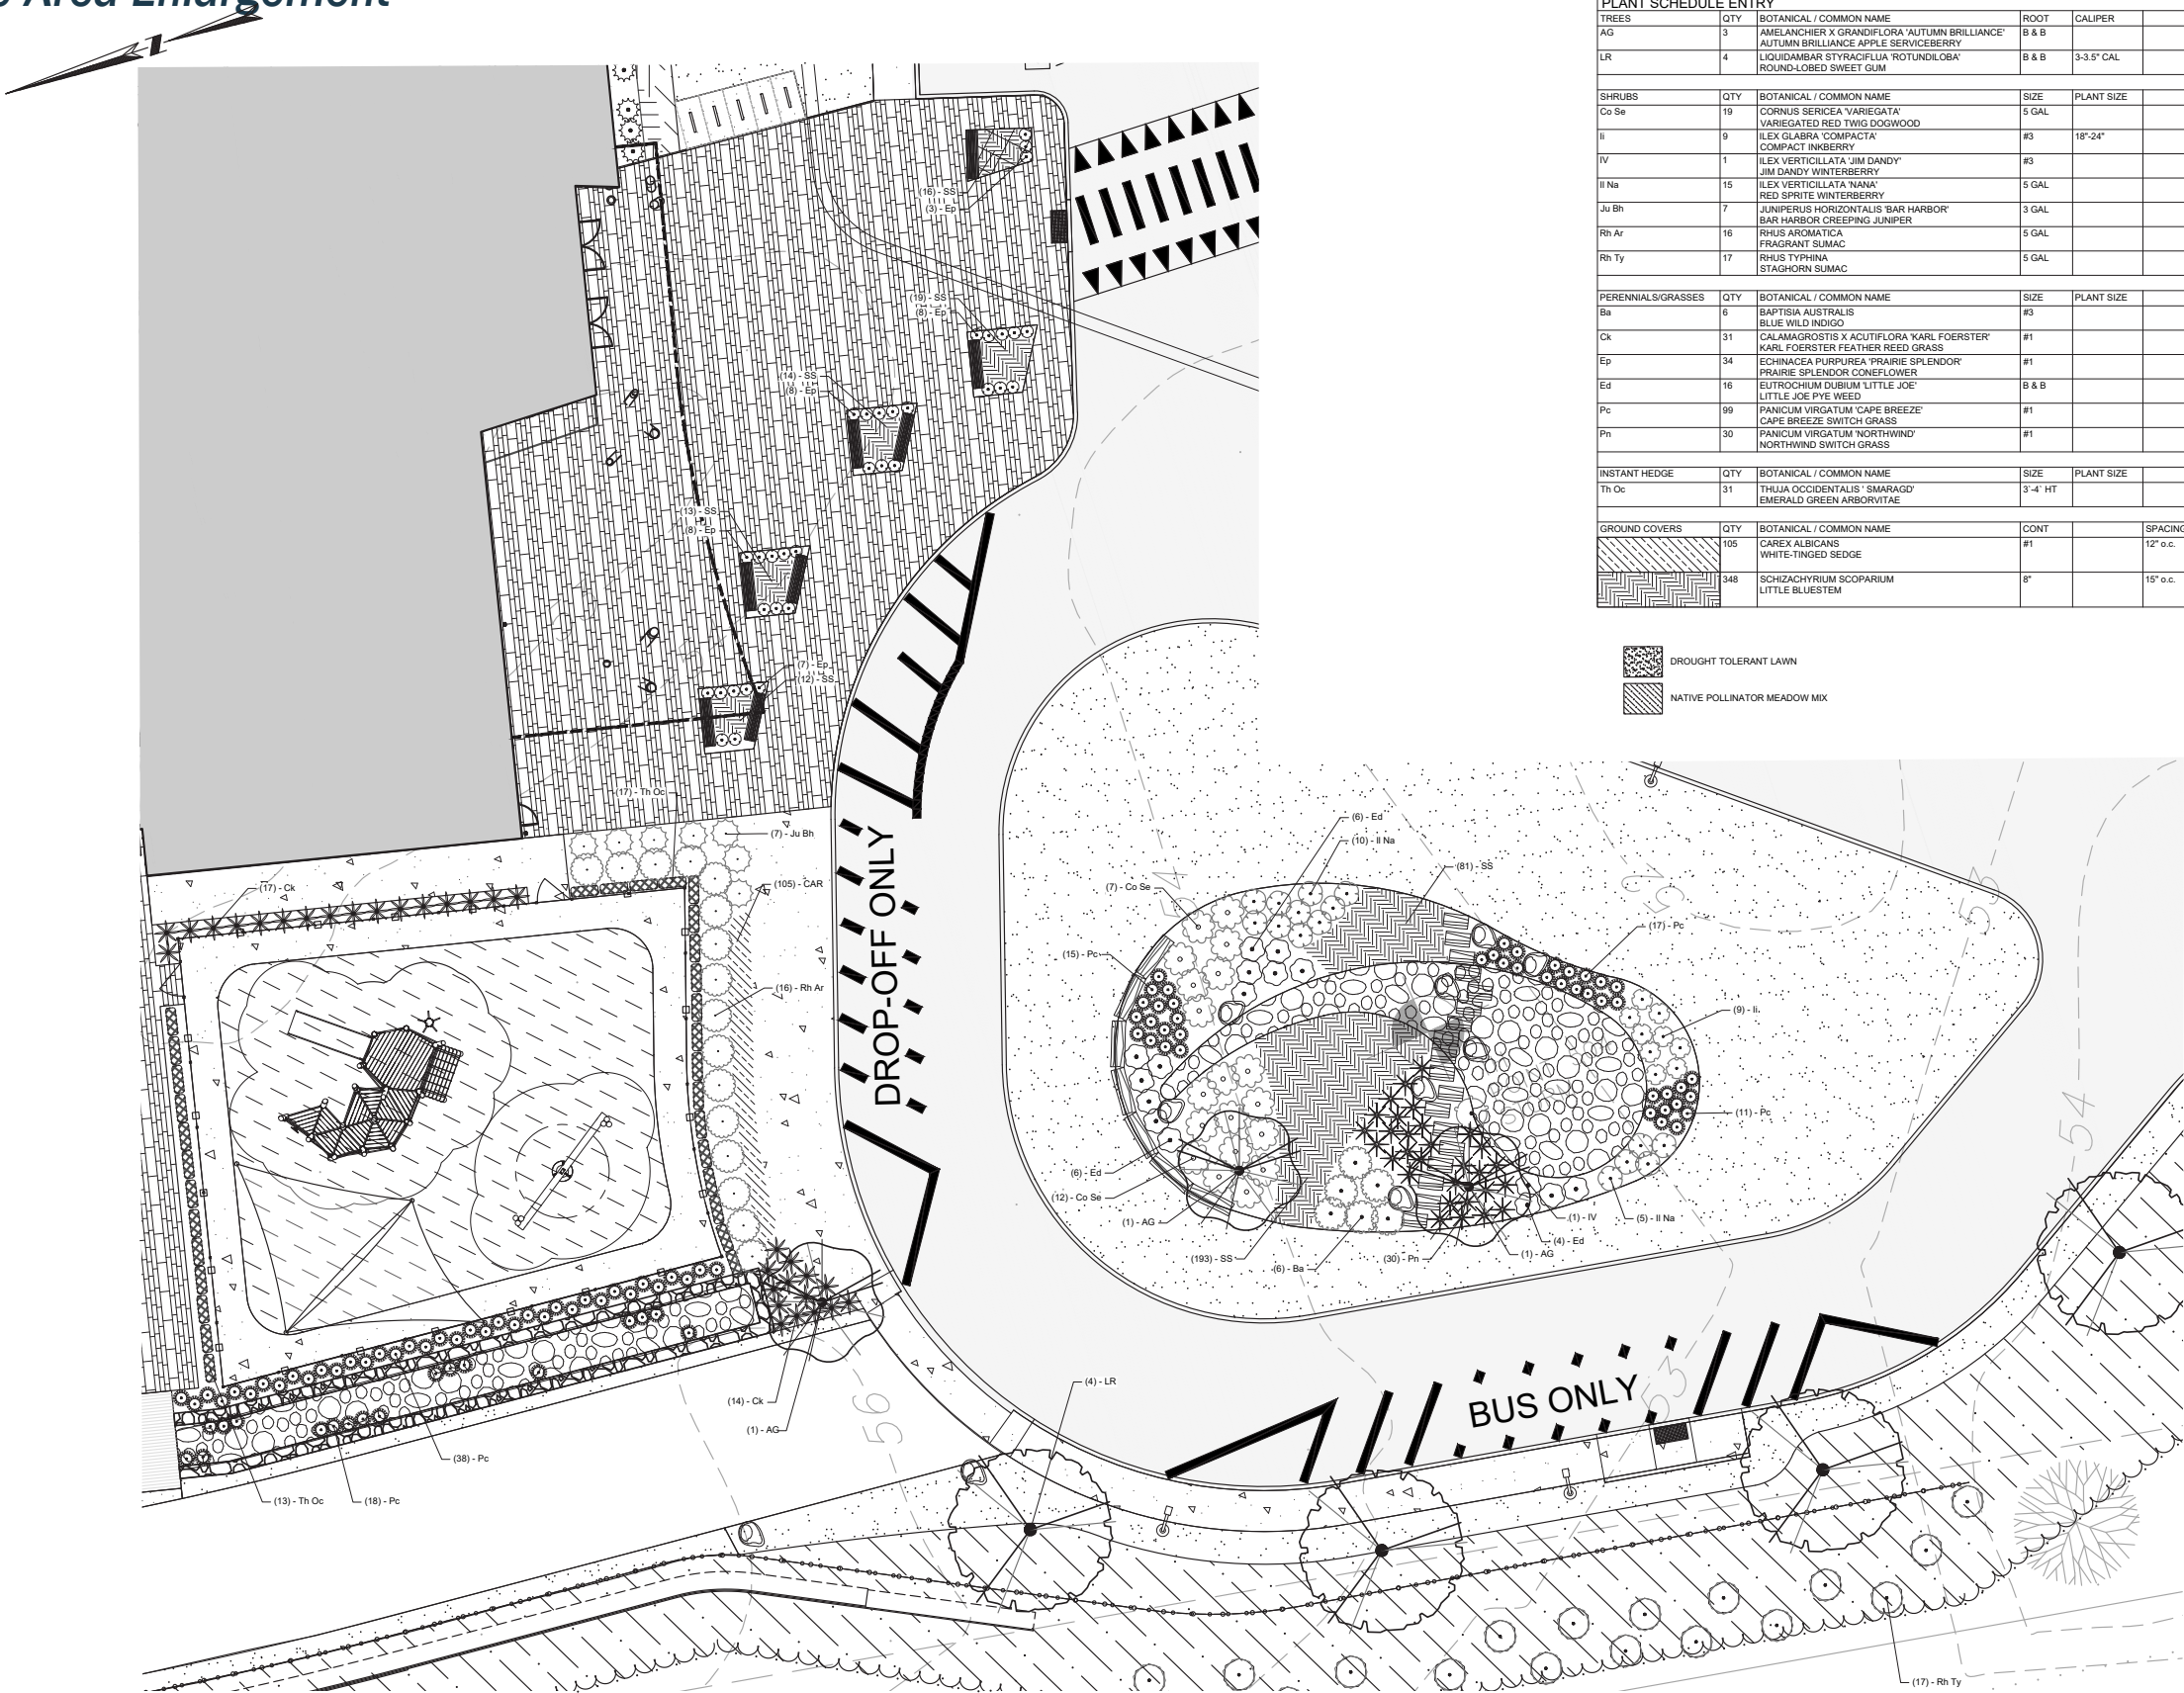 Area Enlargement
PLANT SCHEDULE ENTRY
TREES QTY BOTANICAL / COMMON NAME ROOT CALIPER
AG 3 AMELANCHIER X GRANDIFLORA 'AUTUMN BRILLIANCE' B & B
AUTUMN BRILLIANCE APPLE SERVICEBERRY
LR 4 LIQUIDAMBAR STYRACIFLUA 'ROTUNDILOBA' B & B 3-3.5" CAL
ROUND-LOBED SWEET GUM
SHRUBS QTY BOTANICAL / COMMON NAME SIZE PLANT SIZE
Co Se 19 CORNUS SERICEA 'VARIEGATA' 5 GAL
VARIEGATED RED TWIG DOGWOOD
Ii 9 ILEX GLABRA 'COMPACTA' #3 18"-24"
COMPACT INKBERRY
IV 1 ILEX VERTICILLATA 'JIM DANDY' #3
JIM DANDY WINTERBERRY
Il Na 15 ILEX VERTICILLATA 'NANA' 5 GAL
RED SPRITE WINTERBERRY
Ju Bh 7 JUNIPERUS HORIZONTALIS 'BAR HARBOR' 3 GAL
BAR HARBOR CREEPING JUNIPER
Rh Ar 16 RHUS AROMATICA 5 GAL
FRAGRANT SUMAC
Rh Ty 17 RHUS TYPHINA 5 GAL
STAGHORN SUMAC
PERENNIALS/GRASSES QTY BOTANICAL / COMMON NAME SIZE PLANT SIZE
Ba 6 BAPTISIA AUSTRALIS #3
BLUE WILD INDIGO
Ck 31 CALAMAGROSTIS X ACUTIFLORA 'KARL FOERSTER' #1
KARL FOERSTER FEATHER REED GRASS
Ep 34 ECHINACEA PURPUREA 'PRAIRIE SPLENDOR' #1
PRAIRIE SPLENDOR CONEFLOWER
Ed 16 EUTROCHIUM DUBIUM 'LITTLE JOE' B & B
LITTLE JOE PYE WEED
Pc 99 PANICUM VIRGATUM 'CAPE BREEZE' #1
CAPE BREEZE SWITCH GRASS
Pn 30 PANICUM VIRGATUM 'NORTHWIND' #1
NORTHWIND SWITCH GRASS
INSTANT HEDGE QTY BOTANICAL / COMMON NAME SIZE PLANT SIZE
Th Oc 31 THUJA OCCIDENTALIS ' SMARAGD' 3`-4` HT
EMERALD GREEN ARBORVITAE
GROUND COVERS QTY BOTANICAL / COMMON NAME CONT SPACING
105 CAREX ALBICANS #1 12" o.c.
WHITE-TINGED SEDGE
348 SCHIZACHYRIUM SCOPARIUM 8" 15" o.c.
LITTLE BLUESTEM
DROUGHT TOLERANT LAWN
NATIVE POLLINATOR MEADOW MIX
(16) - SS
(3) - Ep
(19) - SS
(8) - Ep
(14) - SS
(8) - Ep
(13) - SS
(8) - Ep
(7) - Ep
(12) - SS
(17) - Th Oc
(7) - Ju Bh
(17) - Ck
(105) - CAR
(16) - Rh Ar
DROP-OFF ONLY
(6) - Ed
(10) - Il Na
(81) - SS
(7) - Co Se
(15) - Pc
(17) - Pc
(9) - Ii
(11) - Pc
(6) - Ed
(12) - Co Se
(1) - AG
(193) - SS
(6) - Ba
(30) - Pn
(1) - AG
(4) - Ed
(1) - IV
(5) - Il Na
52
53
54
(14) - Ck
(1) - AG
(38) - Pc
(13) - Th Oc
(18) - Pc
(4) - LR
56
BUS ONLY
53
(17) - Rh Ty